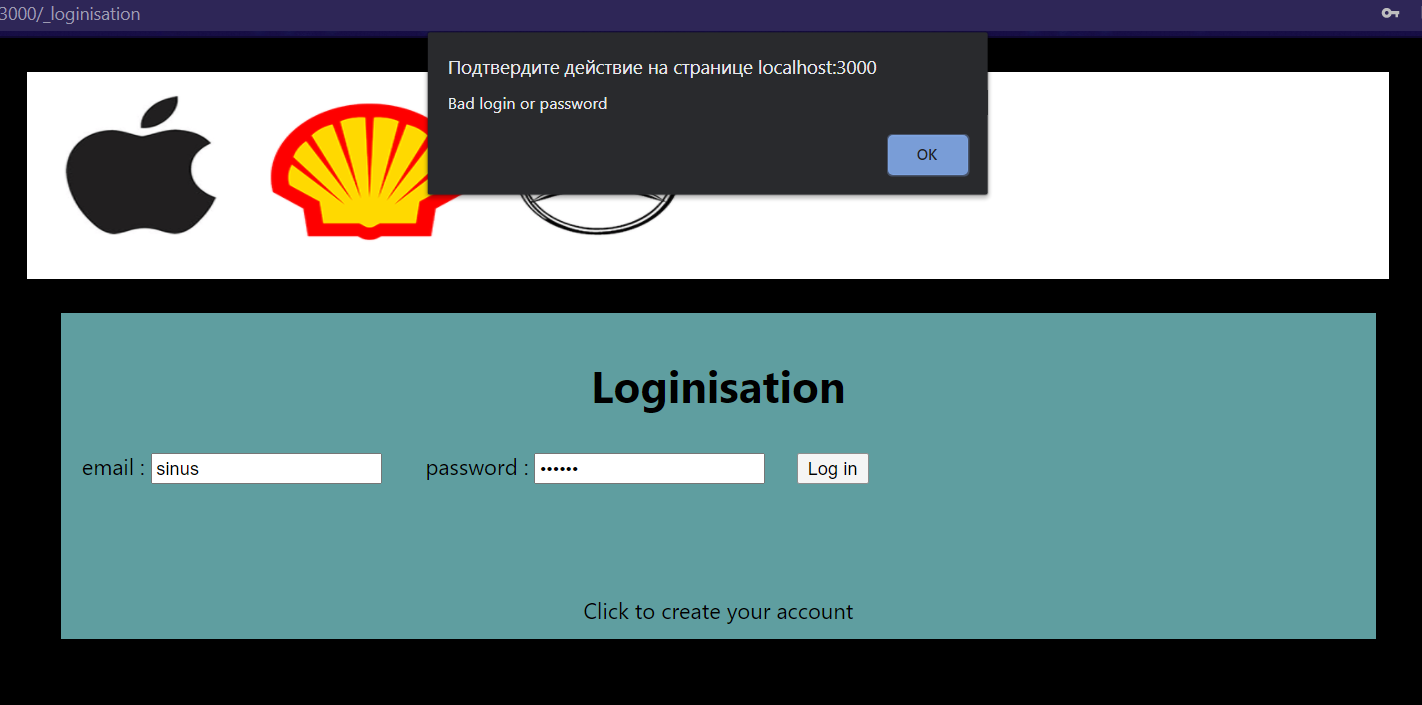 3000/_loginisation
Подтвердите действие на странице localhost:3000
Bad login or password
OK
Loginisation
email : sinus password : •••••• Log in
Click to create your account